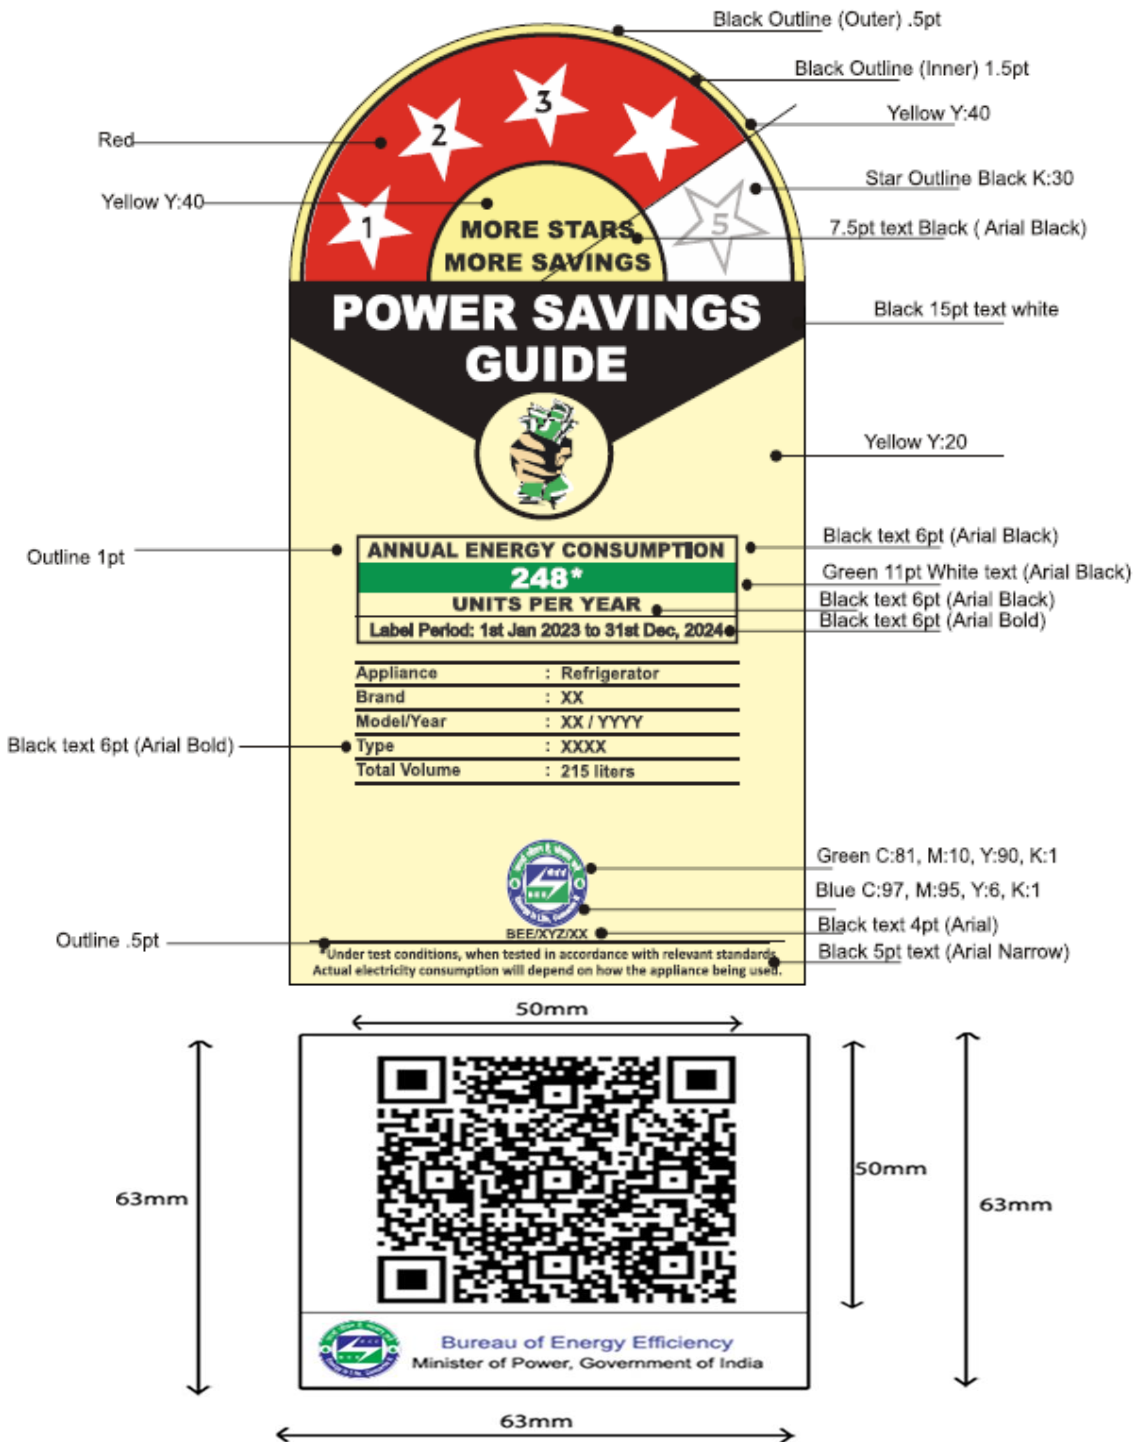 Black Outline (Outer) .5pt
Black Outline (Inner) 1.5pt
Yellow Y:40
Red
Star Outline Black K:30
Yellow Y:40
7.5pt text Black ( Arial Black)
1
2
3
5
MORE STARS
MORE SAVINGS
POWER SAVINGS
GUIDE
Black 15pt text white
Yellow Y:20
Outline 1pt
ANNUAL ENERGY CONSUMPTION
248*
UNITS PER YEAR
Label Period: 1st Jan 2023 to 31st Dec, 2024
Black text 6pt (Arial Black)
Green 11pt White text (Arial Black)
Black text 6pt (Arial Black)
Black text 6pt (Arial Bold)
Appliance : Refrigerator
Brand : XX
Model/Year : XX / YYYY
Type : XXXX
Total Volume : 215 liters
Black text 6pt (Arial Bold)
Green C:81, M:10, Y:90, K:1
Blue C:97, M:95, Y:6, K:1
BEE/XYZ/XX
Black text 4pt (Arial)
Outline .5pt
Black 5pt text (Arial Narrow)
*Under test conditions, when tested in accordance with relevant standards.
Actual electricity consumption will depend on how the appliance being used.
50mm
63mm
50mm
63mm
Bureau of Energy Efficiency
Minister of Power, Government of India
63mm